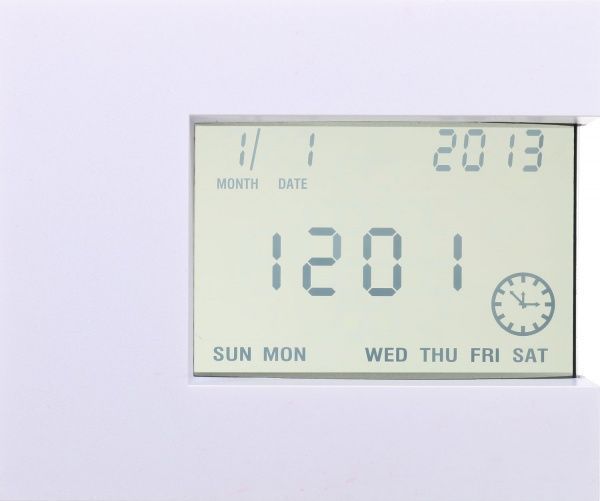 1/ 1 2013
MONTH DATE
1201
SUN MON WED THU FRI SAT